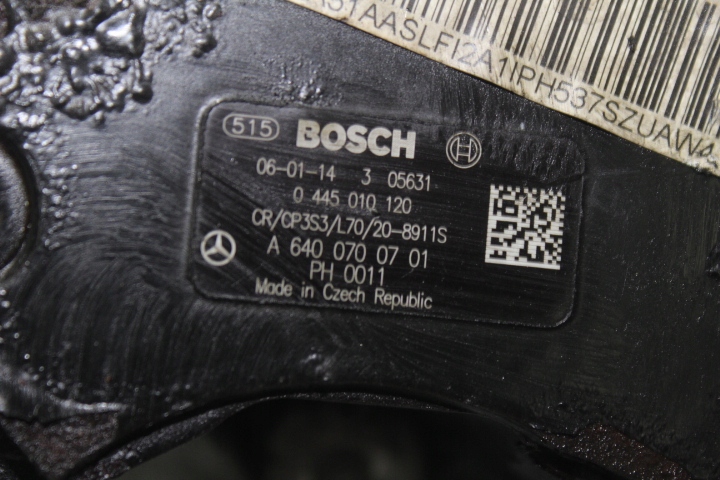 515 BOSCH
06-01-14 3 05631
0 445 010 120
CR/CP3S3/L70/20-8911S
A 640 070 07 01
PH 0011
Made in Czech Republic